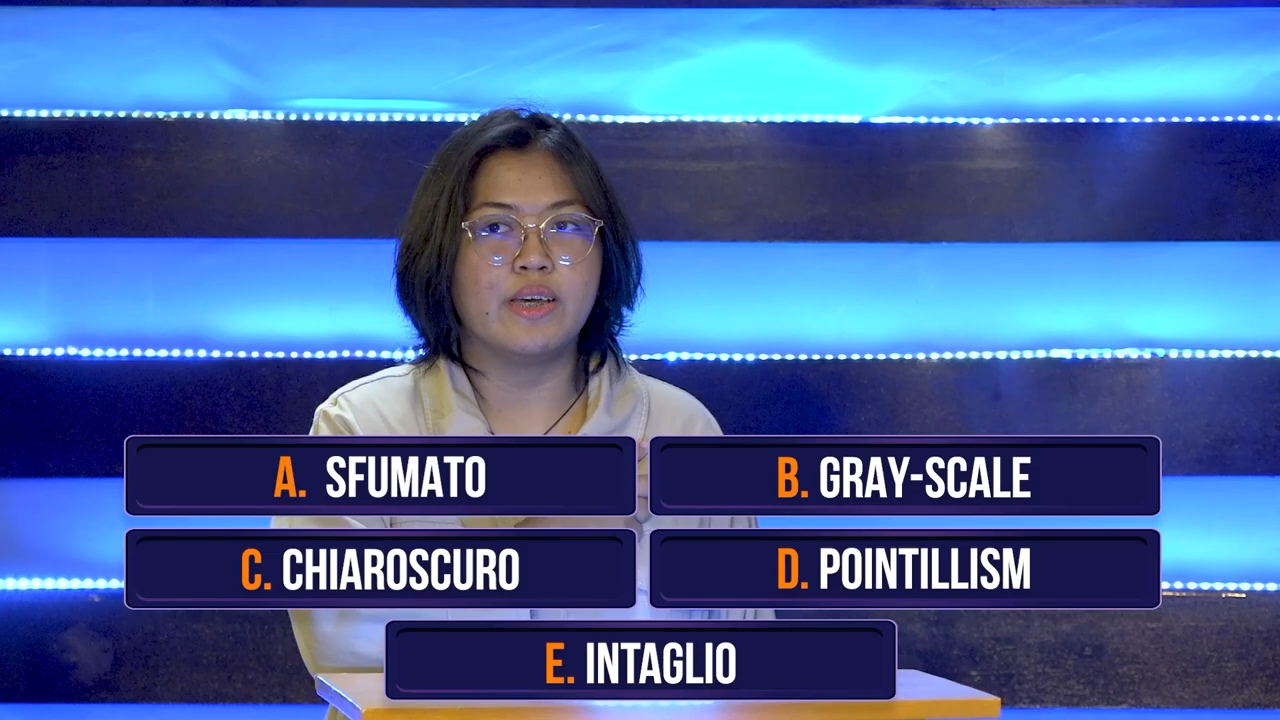 A. SFUMATO
B. GRAY-SCALE
C. CHIAROSCURO
D. POINTILLISM
E. INTAGLIO